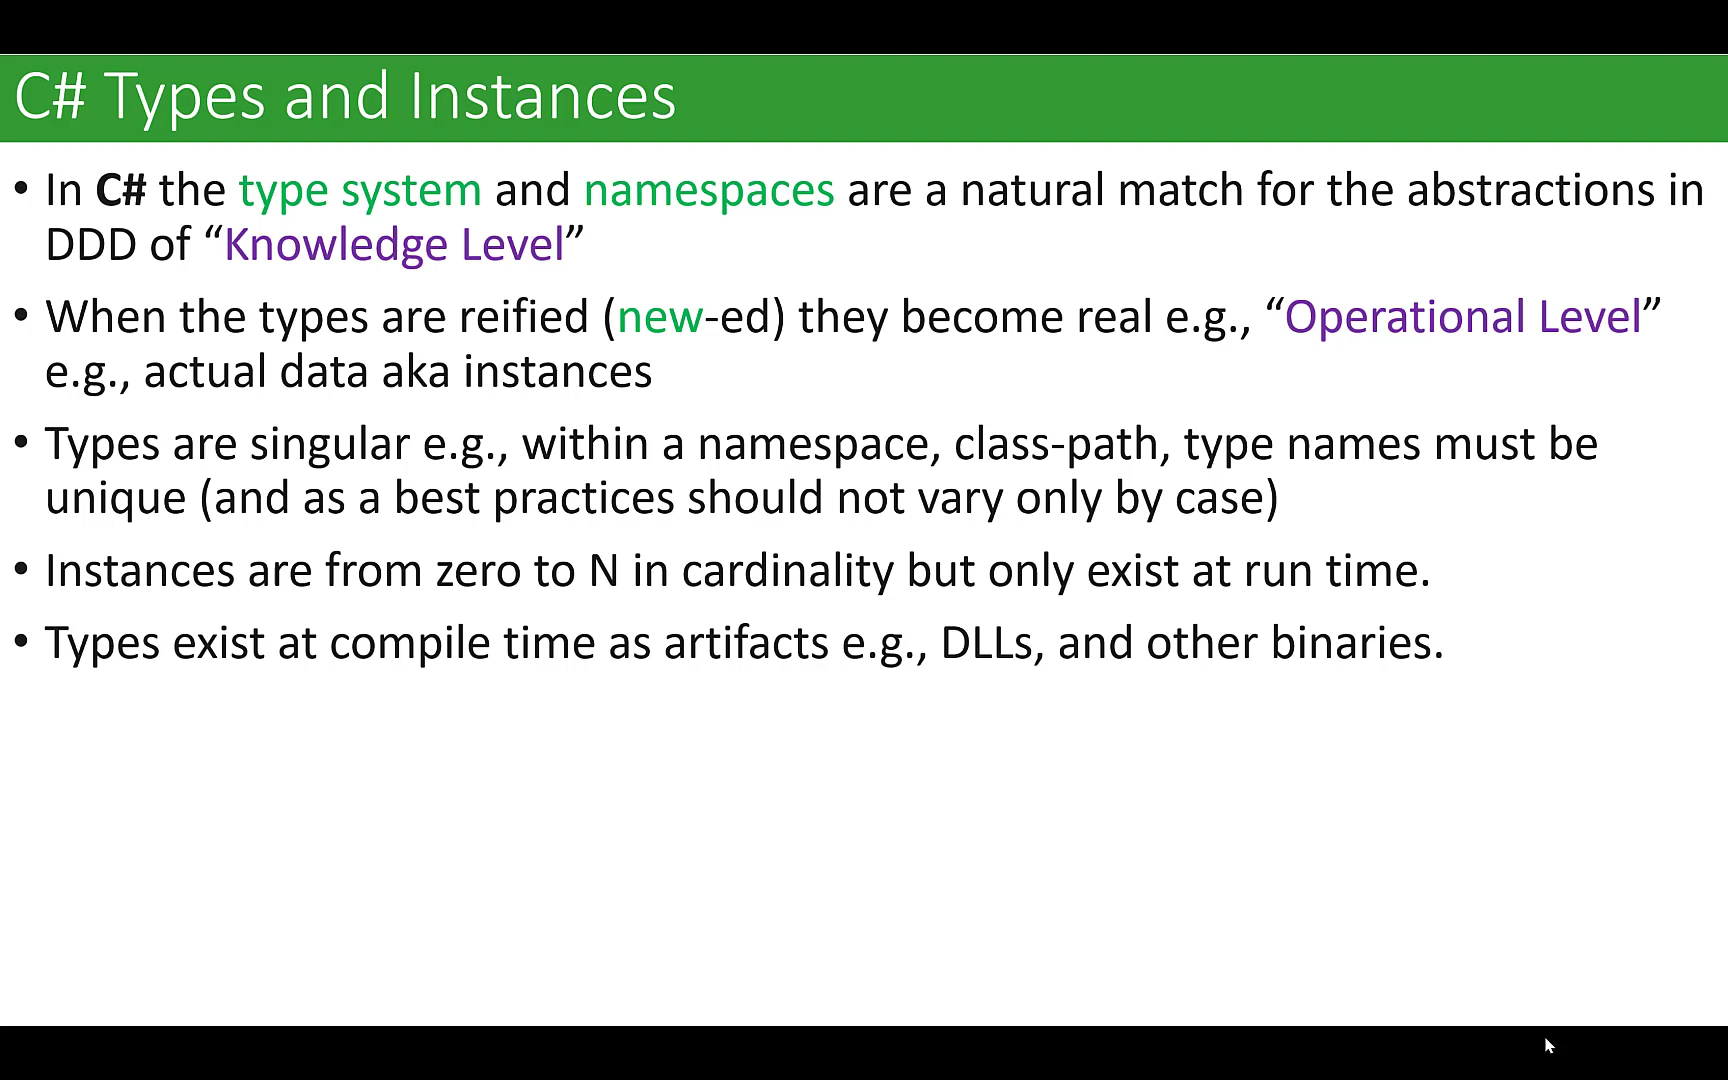 C# Types and Instances
• In C# the type system and namespaces are a natural match for the abstractions in
DDD of “Knowledge Level”
• When the types are reified (new-ed) they become real e.g., “Operational Level”
e.g., actual data aka instances
• Types are singular e.g., within a namespace, class-path, type names must be
unique (and as a best practices should not vary only by case)
• Instances are from zero to N in cardinality but only exist at run time.
• Types exist at compile time as artifacts e.g., DLLs, and other binaries.